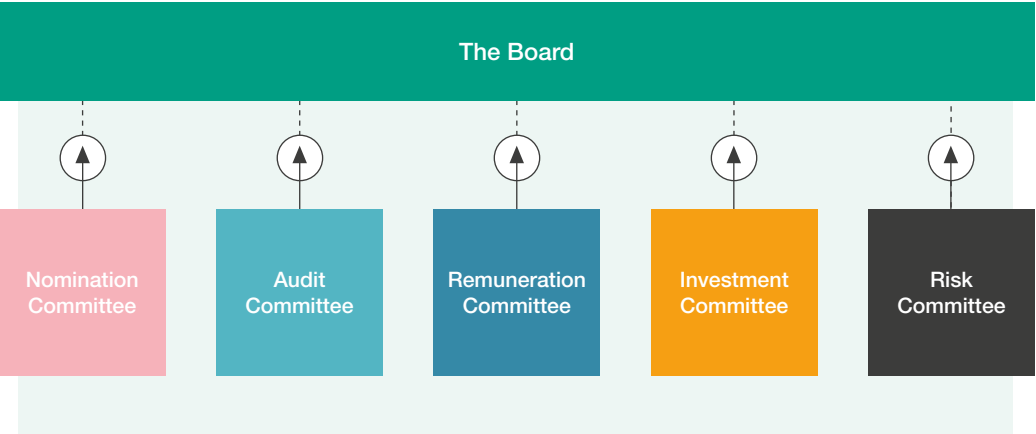 The Board
Nomination
Committee
Audit
Committee
Remuneration
Committee
Investment
Committee
Risk
Committee